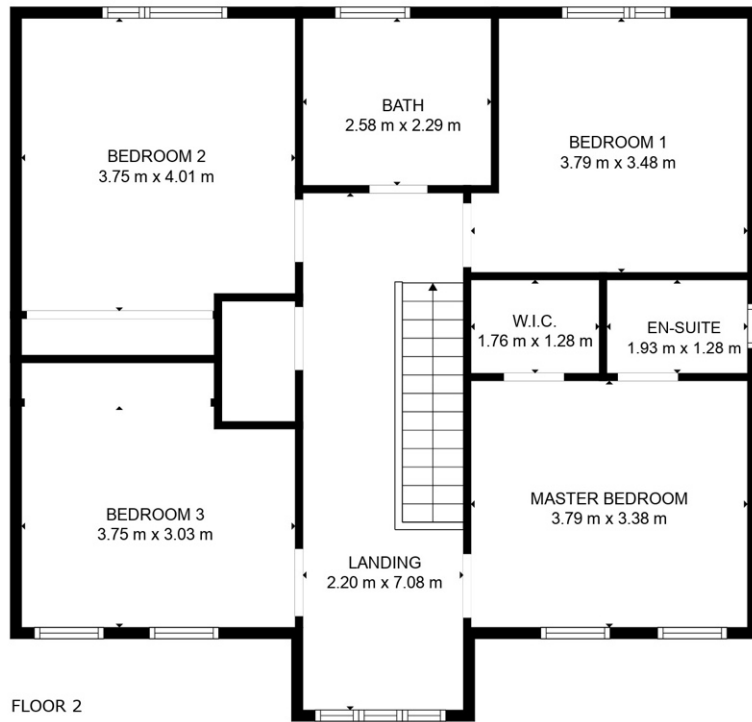 BATH
2.58 m x 2.29 m
BEDROOM 1
3.79 m x 3.48 m
BEDROOM 2
3.75 m x 4.01 m
W.I.C.
1.76 m x 1.28 m
EN-SUITE
1.93 m x 1.28 m
BEDROOM 3
3.75 m x 3.03 m
MASTER BEDROOM
3.79 m x 3.38 m
LANDING
2.20 m x 7.08 m
FLOOR 2